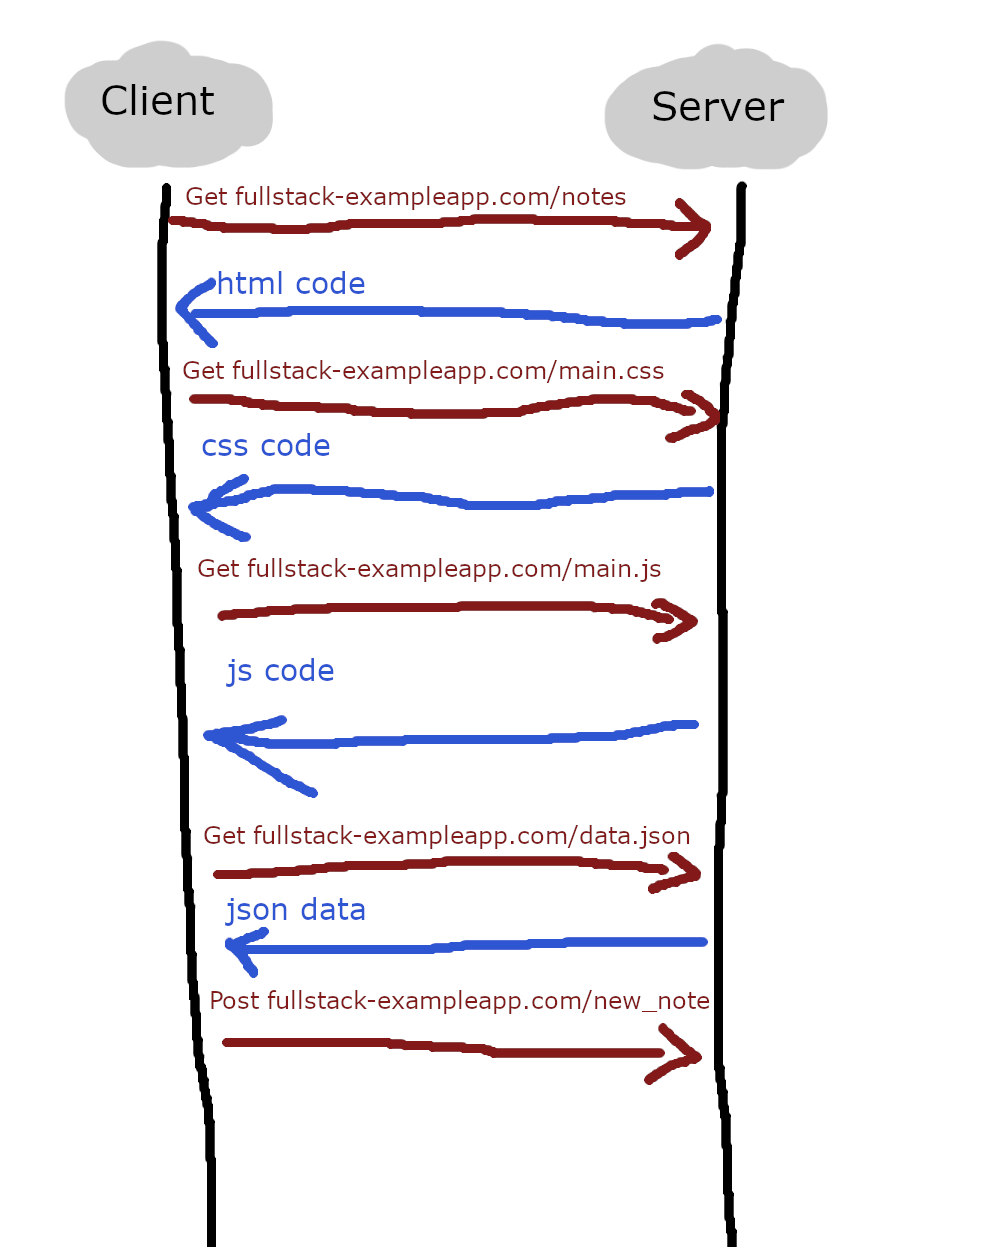 Client
Server
Get fullstack-exampleapp.com/notes
html code
Get fullstack-exampleapp.com/main.css
css code
Get fullstack-exampleapp.com/main.js
js code
Get fullstack-exampleapp.com/data.json
json data
Post fullstack-exampleapp.com/new_note